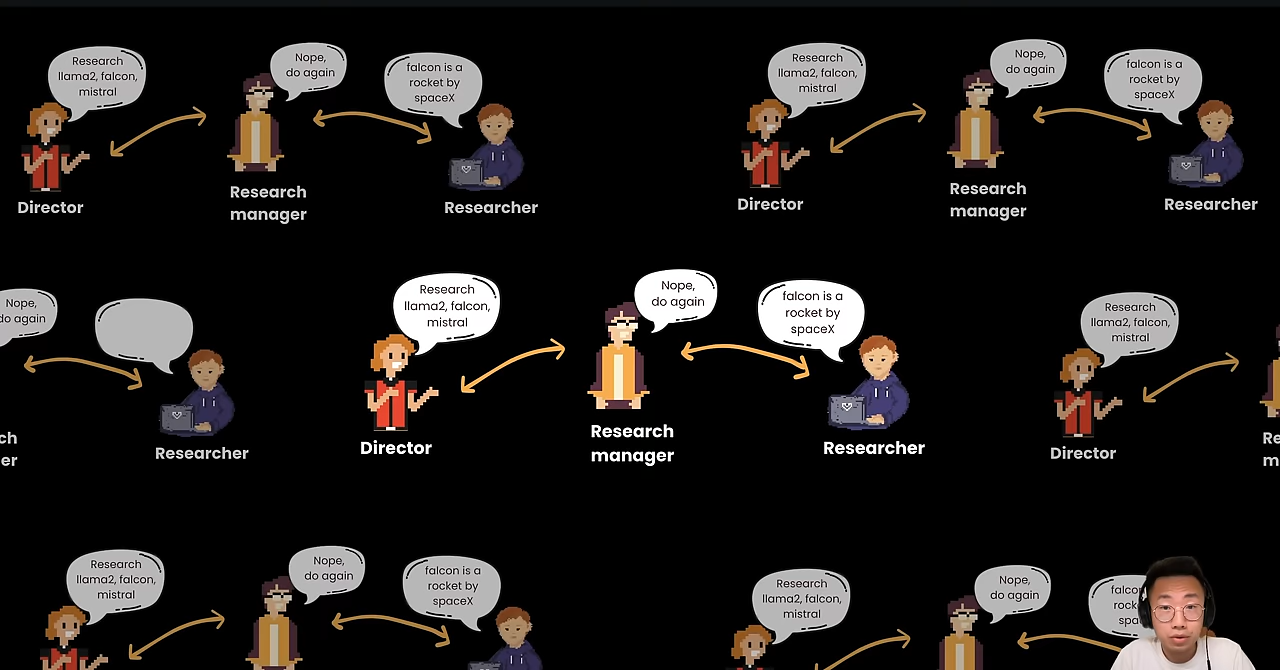 Research
llama2, falcon,
mistral
Nope,
do again
falcon is a
rocket by
spaceX
Director
Research
manager
Researcher
Research
llama2, falcon,
mistral
Nope,
do again
falcon is a
rocket by
spaceX
Director
Research
manager
Researcher
Nope,
do again
Researcher
Research
llama2, falcon,
mistral
Nope,
do again
falcon is a
rocket by
spaceX
Director
Research
manager
Researcher
Research
llama2, falcon,
mistral
Director
Research
llama2, falcon,
mistral
Nope,
do again
falcon is a
rocket by
spaceX
Research
llama2, falcon,
mistral
Nope,
do again